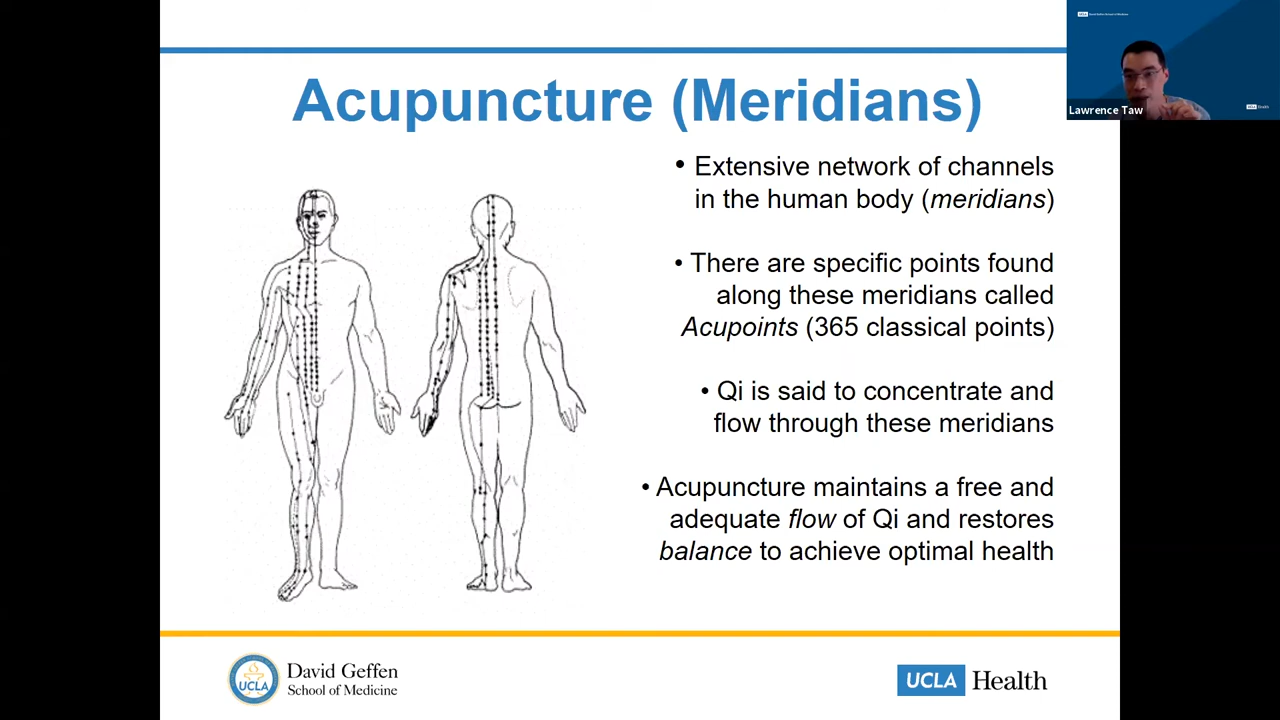 Acupuncture (Meridians)
Lawrence Taw
• Extensive network of channels
in the human body (meridians)
• There are specific points found
along these meridians called
Acupoints (365 classical points)
• Qi is said to concentrate and
flow through these meridians
• Acupuncture maintains a free and
adequate flow of Qi and restores
balance to achieve optimal health
UCLA
David Geffen
School of Medicine
UCLA Health